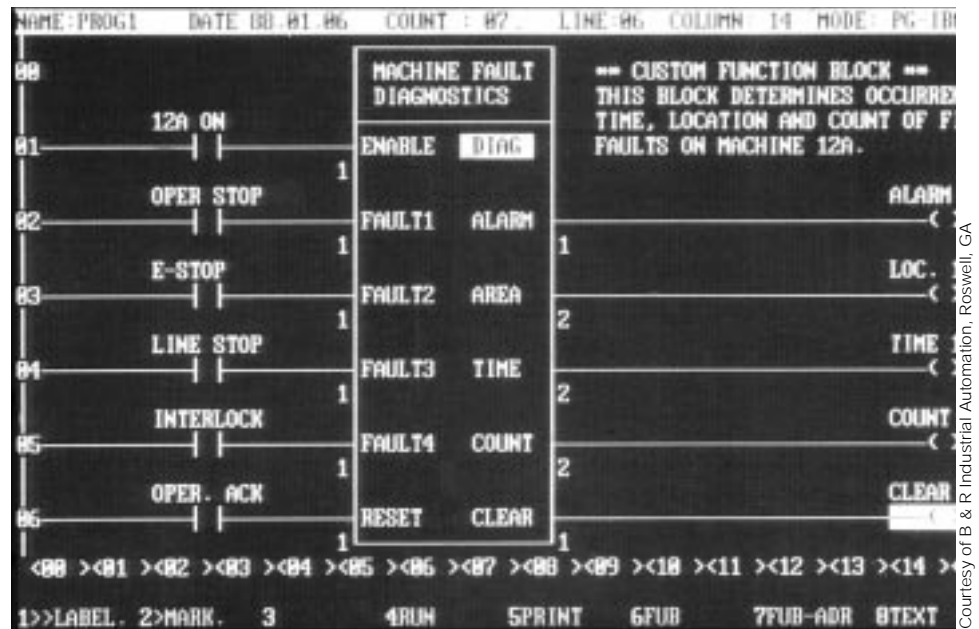 NAME:PROG1 DATE 88.01.06 COUNT : 07. LINE:06 COLUMN 14 MODE: PG-IB
00
MACHINE FAULT
DIAGNOSTICS
== CUSTOM FUNCTION BLOCK ==
THIS BLOCK DETERMINES OCCURREN
TIME, LOCATION AND COUNT OF F
FAULTS ON MACHINE 12A.
12A ON
01 ENABLE DIAG
1
OPER STOP ALARM
02 FAULT1 ALARM
1 1
E-STOP LOC.
03 FAULT2 AREA
1 2
LINE STOP TIME
04 FAULT3 TIME
1 2
INTERLOCK COUNT
05 FAULT4 COUNT
1 2
OPER. ACK CLEAR
06 RESET CLEAR
1 1
<00 ><01 ><02 ><03 ><04 ><05 ><06 ><07 ><08 ><09 ><10 ><11 ><12 ><13 ><14 >
1>>LABEL. 2>MARK. 3 4RUN 5PRINT 6FUB 7FUB-ADR 8TEXT
Courtesy of B & R Industrial Automation, Roswell, GA